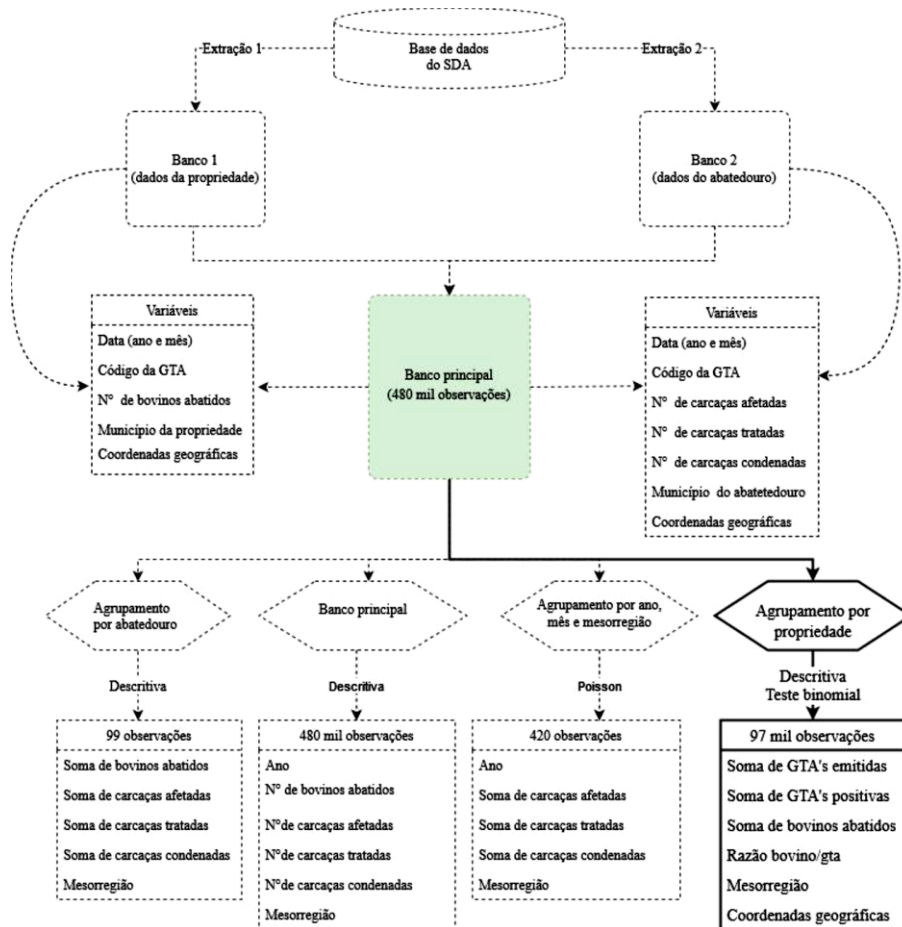 Extração 1
Base de dados
do SDA
Extração 2
Banco 1
(dados da propriedade)
Banco 2
(dados do abatedouro)
Variáveis
Data (ano e mês)
Código da GTA
N° de bovinos abatidos
Município da propriedade
Coordenadas geográficas
Banco principal
(480 mil observações)
Variáveis
Data (ano e mês)
Código da GTA
N° de carcaças afetadas
N° de carcaças tratadas
N° de carcaças condenadas
Município do abatetedouro
Coordenadas geográficas
Agrupamento
por abatedouro
Banco principal
Agrupamento por ano,
mês e mesorregião
Agrupamento por
propriedade
Descritiva
Descritiva
Poisson
Descritiva
Teste binomial
99 observações
Soma de bovinos abatidos
Soma de carcaças afetadas
Soma de carcaças tratadas
Soma de carcaças condenadas
Mesorregião
480 mil observações
Ano
N° de bovinos abatidos
N°de carcaças afetadas
N°de carcaças tratadas
N°de carcaças condenadas
Mesorregião
420 observações
Ano
Soma de carcaças afetadas
Soma de carcaças tratadas
Soma de carcaças condenadas
Mesorregião
97 mil observações
Soma de GTA's emitidas
Soma de GTA's positivas
Soma de bovinos abatidos
Razão bovino/gta
Mesorregião
Coordenadas geográficas